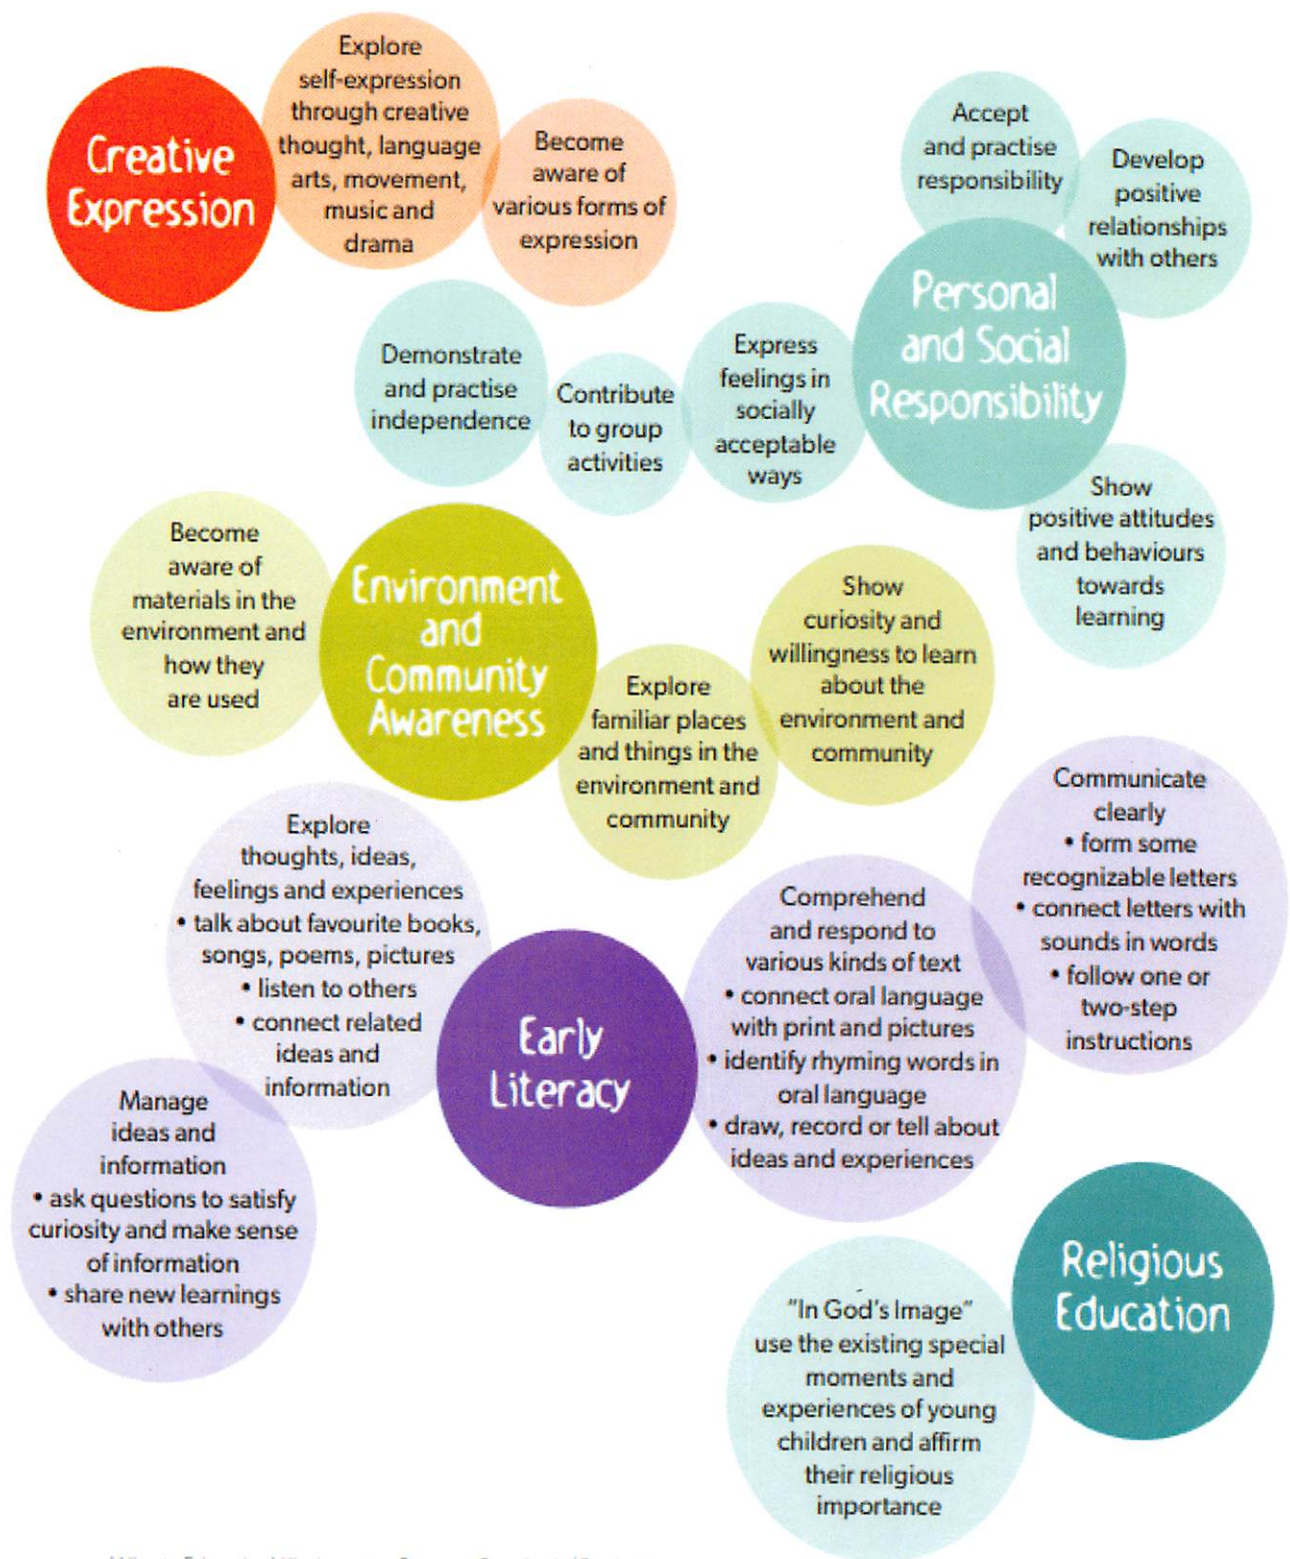 Creative
Expression
Explore
self-expression
through creative
thought, language
arts, movement,
music and
drama
Become
aware of
various forms of
expression
Accept
and practise
responsibility
Develop
positive
relationships
with others
Personal
and Social
Responsibility
Demonstrate
and practise
independence
Contribute
to group
activities
Express
feelings in
socially
acceptable
ways
Show
positive attitudes
and behaviours
towards
learning
Become
aware of
materials in the
environment and
how they
are used
Environment
and
Community
Awareness
Explore
familiar places
and things in the
environment and
community
Show
curiosity and
willingness to learn
about the
environment and
community
Explore
thoughts, ideas,
feelings and experiences
• talk about favourite books,
songs, poems, pictures
• listen to others
• connect related
ideas and
information
Early
Literacy
Comprehend
and respond to
various kinds of text
• connect oral language
with print and pictures
• identify rhyming words in
oral language
• draw, record or tell about
ideas and experiences
Communicate
clearly
• form some
recognizable letters
• connect letters with
sounds in words
• follow one or
two-step
instructions
Manage
ideas and
information
• ask questions to satisfy
curiosity and make sense
of information
• share new learnings
with others
Religious
Education
"In God's Image"
use the existing special
moments and
experiences of young
children and affirm
their religious
importance